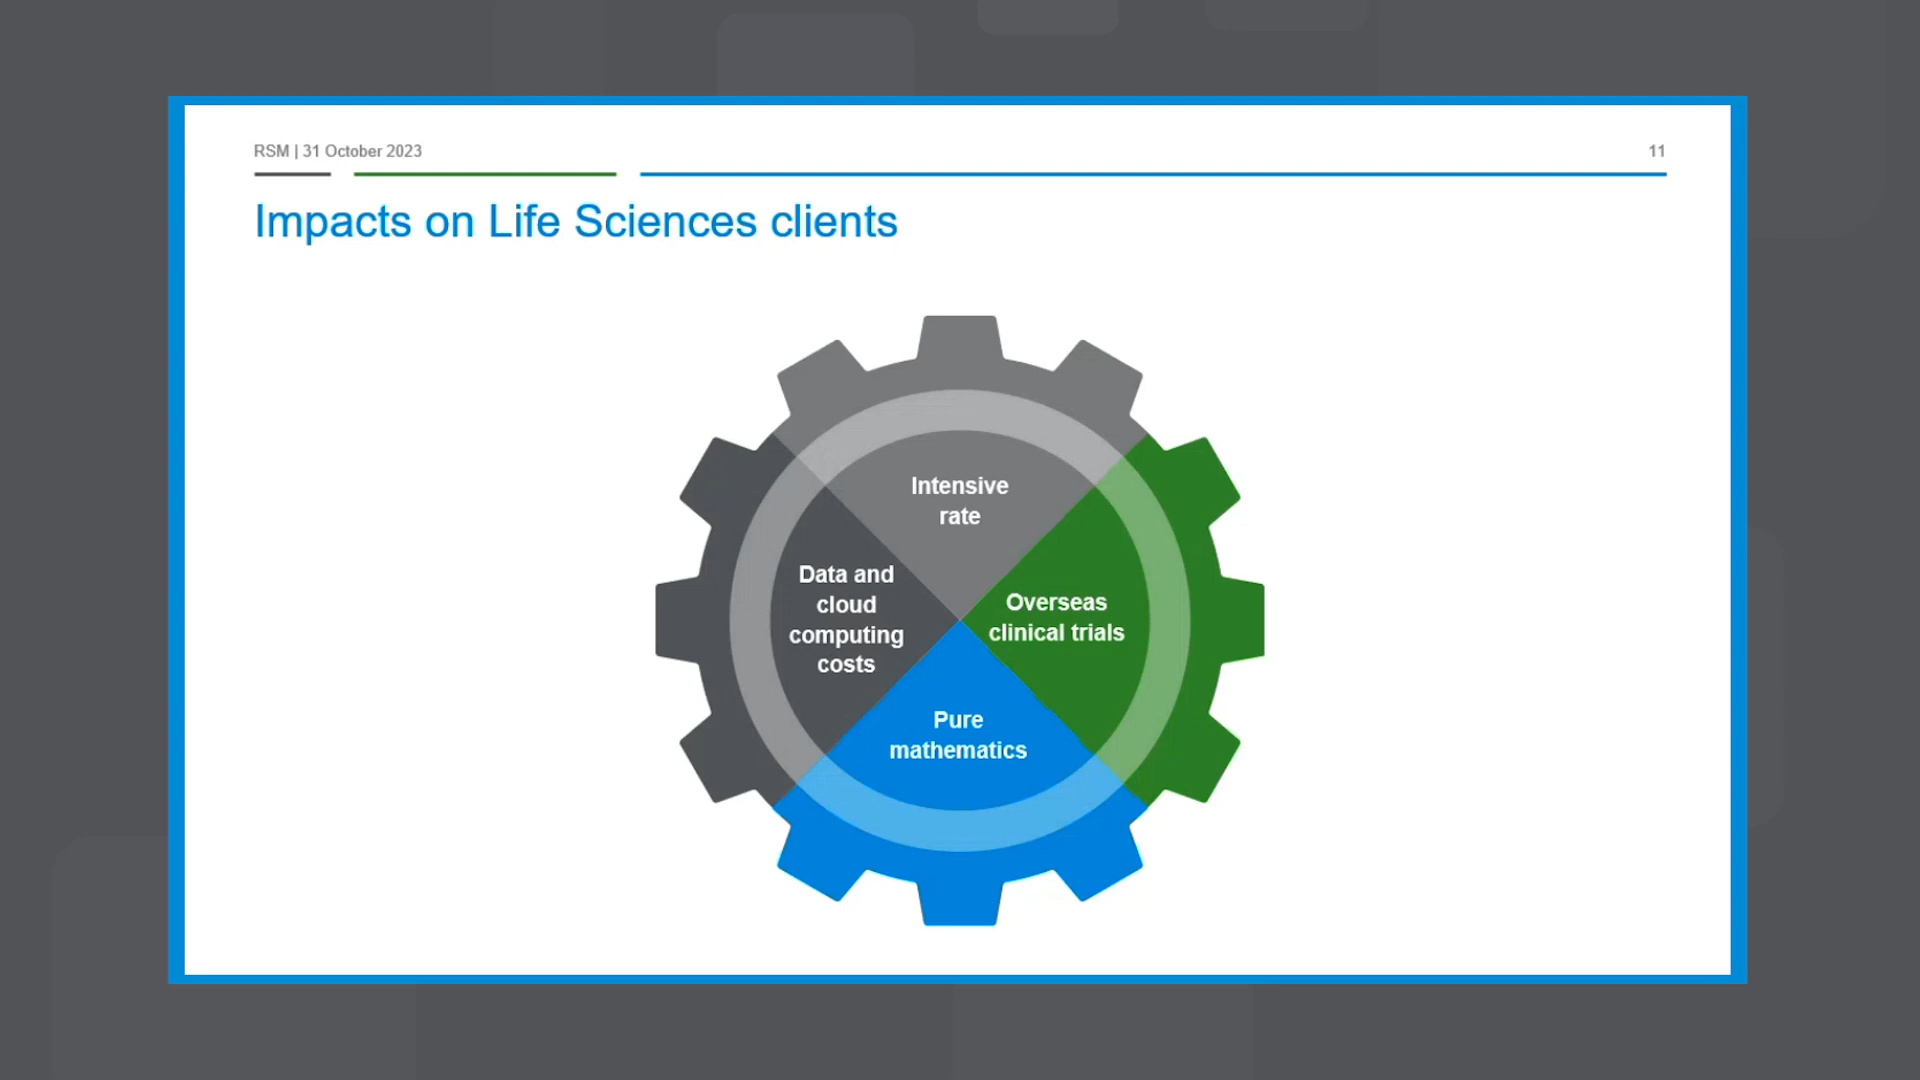 RSM | 31 October 2023
11
Impacts on Life Sciences clients
Intensive
rate
Data and
cloud
computing
costs
Overseas
clinical trials
Pure
mathematics